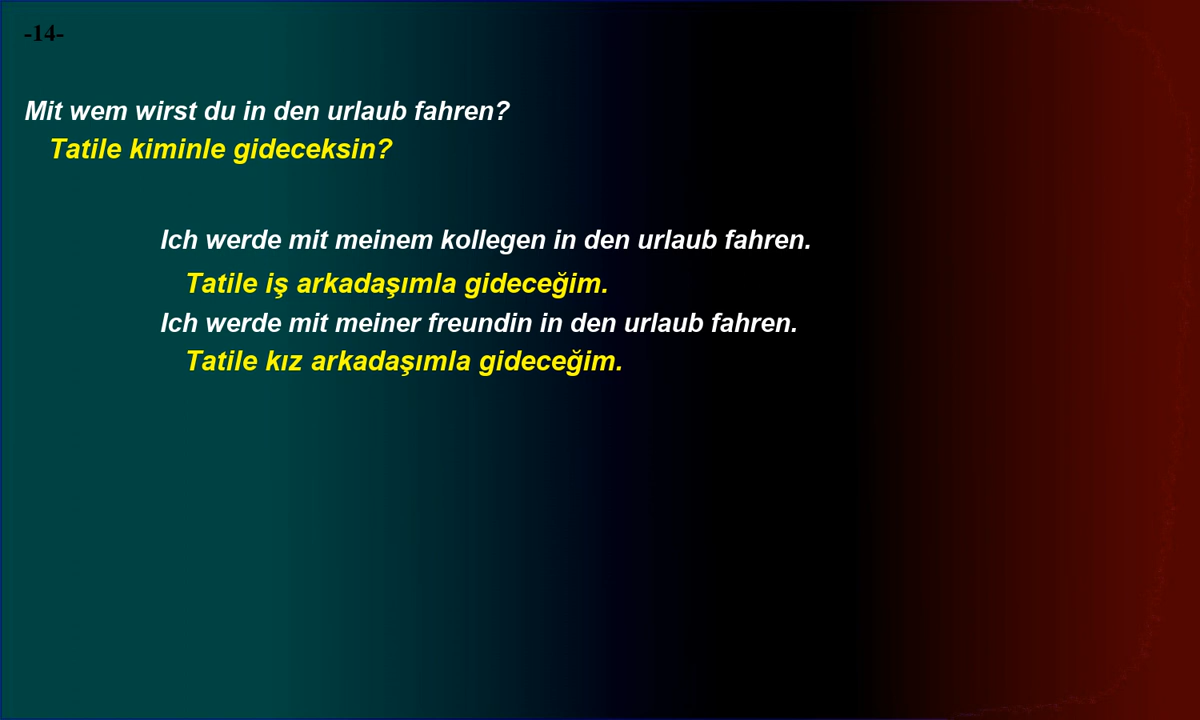 -14-
Mit wem wirst du in den urlaub fahren?
Tatile kiminle gideceksin?
Ich werde mit meinem kollegen in den urlaub fahren.
Tatile iş arkadaşımla gideceğim.
Ich werde mit meiner freundin in den urlaub fahren.
Tatile kız arkadaşımla gideceğim.